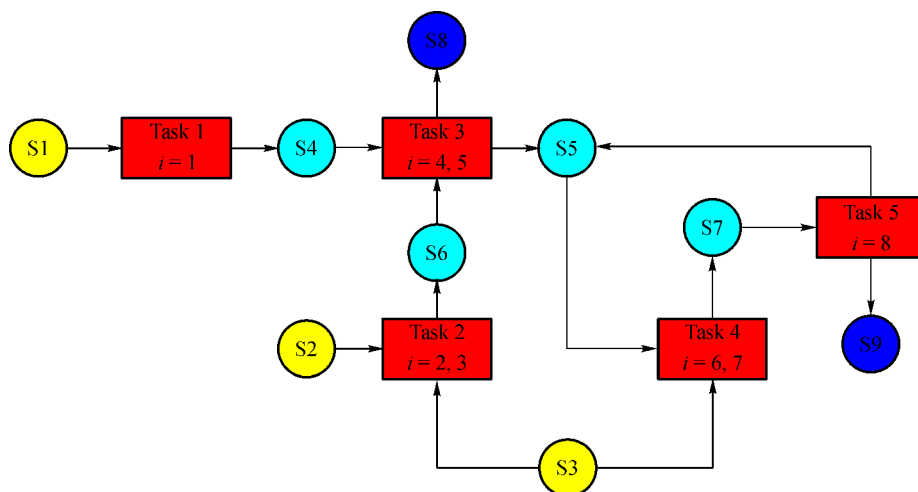 S8
S1
Task 1
i = 1
S4
Task 3
i = 4, 5
S5
Task 5
i = 8
S7
S6
S2
Task 2
i = 2, 3
Task 4
i = 6, 7
S9
S3